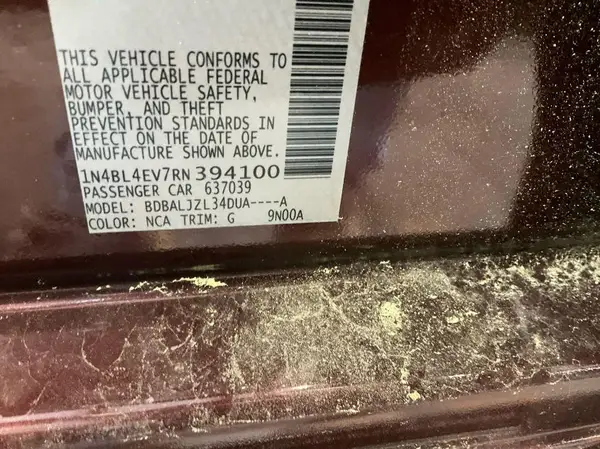 THIS VEHICLE CONFORMS TO
ALL APPLICABLE FEDERAL
MOTOR VEHICLE SAFETY,
BUMPER, AND THEFT
PREVENTION STANDARDS IN
EFFECT ON THE DATE OF
MANUFACTURE SHOWN ABOVE.
1N4BL4EV7RN394100
PASSENGER CAR 637039
MODEL: BDBALJZL34DUA----A
COLOR: NCA TRIM: G 9N00A